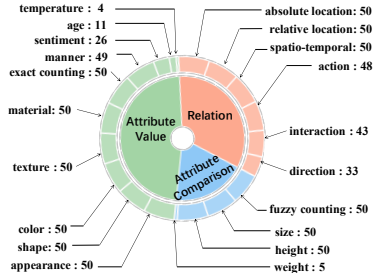 temperature : 4
age : 11
sentiment : 26
manner : 49
exact counting : 50
material: 50
texture : 50
color : 50
shape: 50
appearance : 50
absolute location: 50
relative location: 50
spatio-temporal: 50
action : 48
interaction : 43
direction : 33
fuzzy counting : 50
size : 50
height : 50
weight : 5
Attribute
Value
Relation
Attribute
Comparison